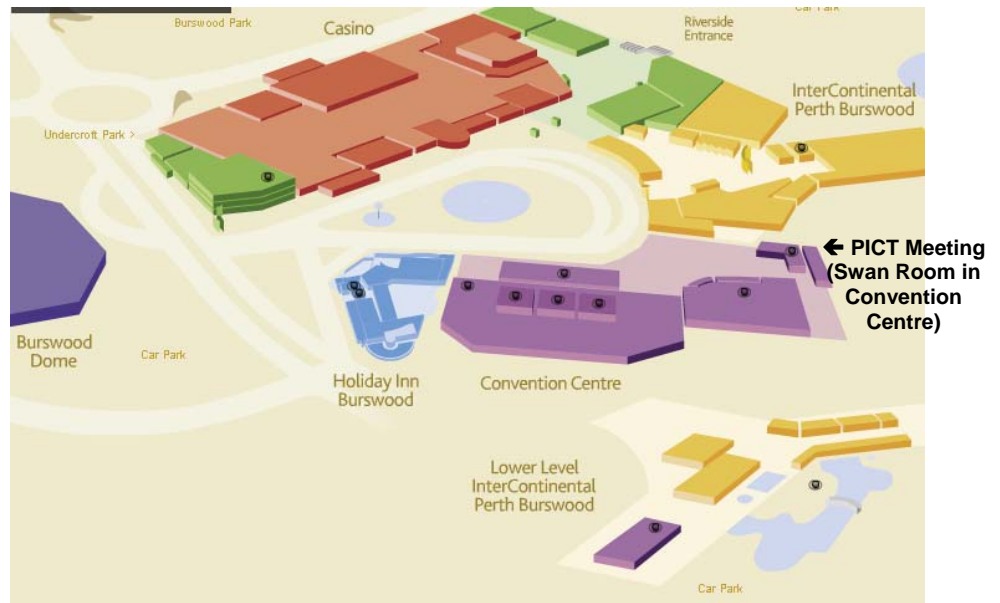 Burswood Park
Casino
Riverside
Entrance
Car Park
InterContinental
Perth Burswood
Undercroft Park >
← PICT Meeting
(Swan Room in
Convention
Centre)
Burswood
Dome
Car Park
Holiday Inn
Burswood
Convention Centre
Lower Level
InterContinental
Perth Burswood
Car Park